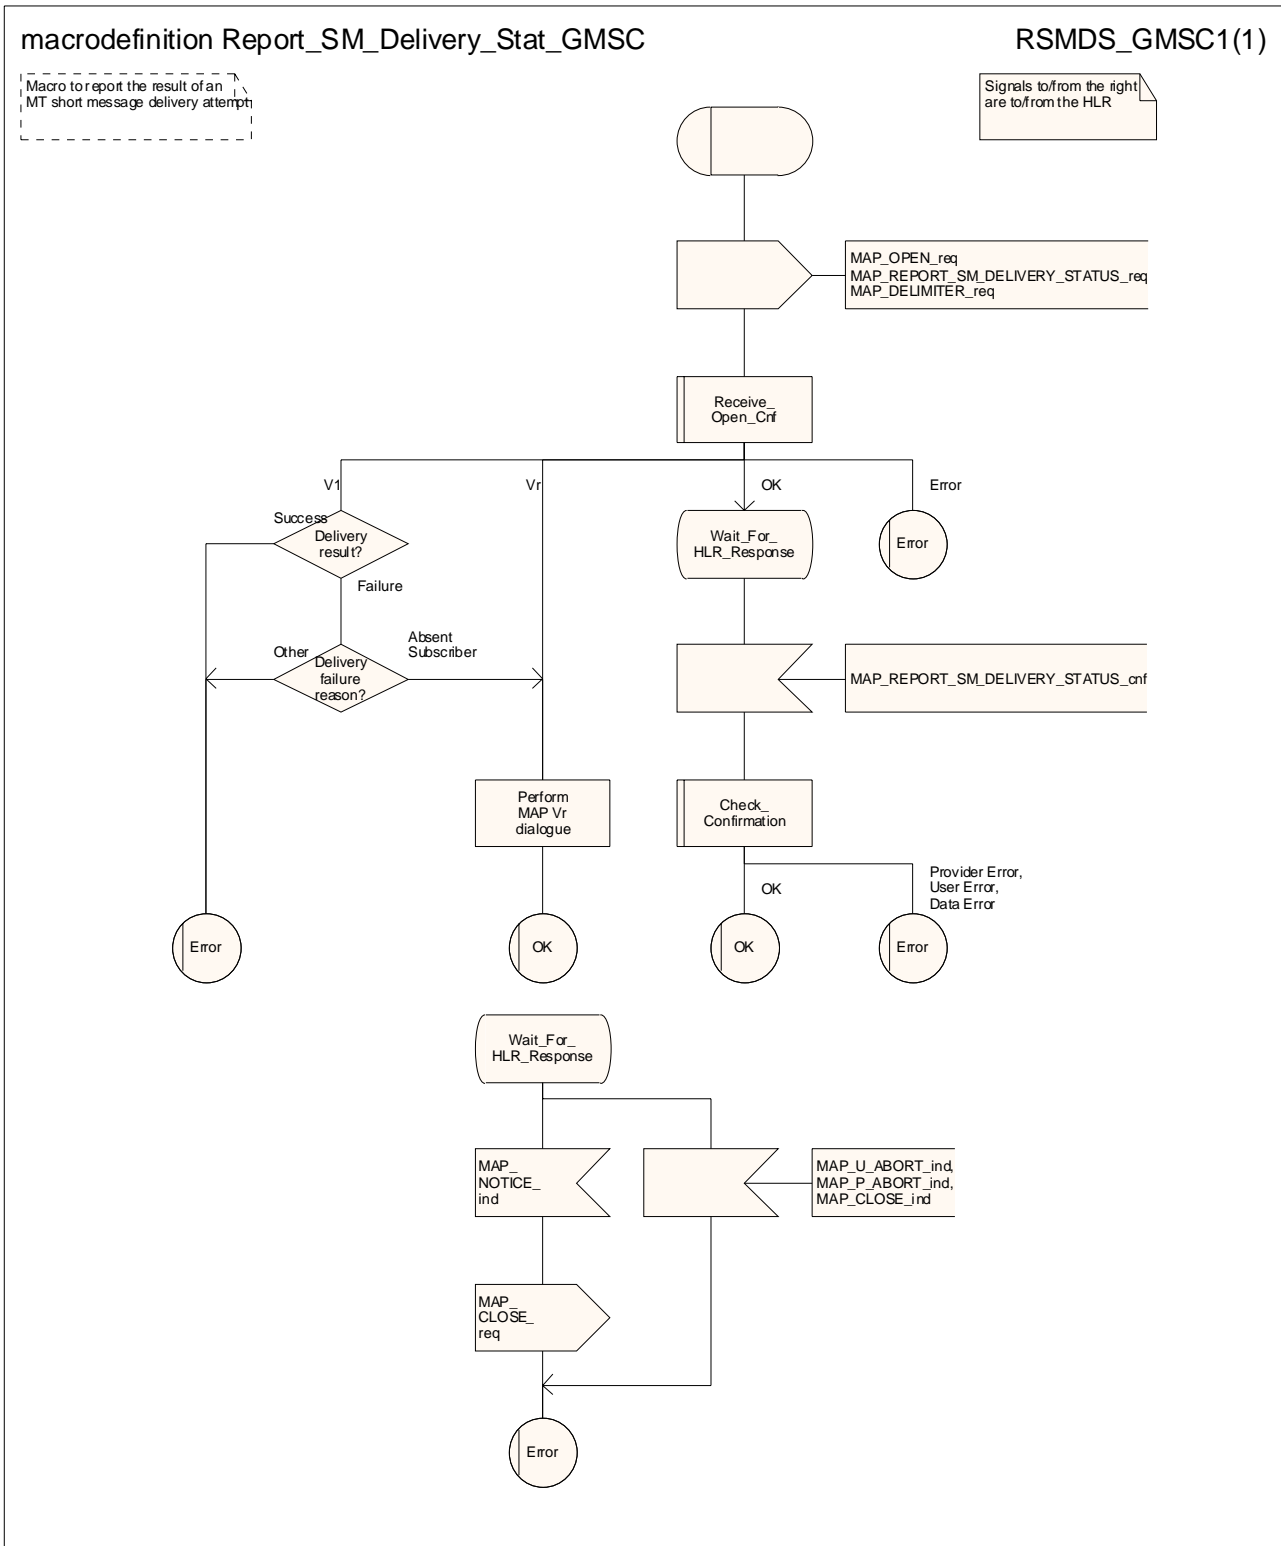 macrodefinition Report_SM_Delivery_Stat_GMSC
RSMDS_GMSC1(1)
Macro to report the result of an
MT short message delivery attempt
Signals to/from the right
are to/from the HLR
MAP_OPEN_req
MAP_REPORT_SM_DELIVERY_STATUS_req
MAP_DELIMITER_req
Receive_
Open_Cnf
V1
Vr
OK
Error
Success
Delivery
result?
Wait_For_
HLR_Response
Error
Failure
Absent
Subscriber
Other
Delivery
failure
reason?
MAP_REPORT_SM_DELIVERY_STATUS_cnf
Perform
MAP Vr
dialogue
Check_
Confirmation
OK
Provider Error,
User Error,
Data Error
Error
OK
OK
Error
Wait_For_
HLR_Response
MAP_
NOTICE_
ind
MAP_U_ABORT_ind,
MAP_P_ABORT_ind,
MAP_CLOSE_ind
MAP_
CLOSE_
req
Error